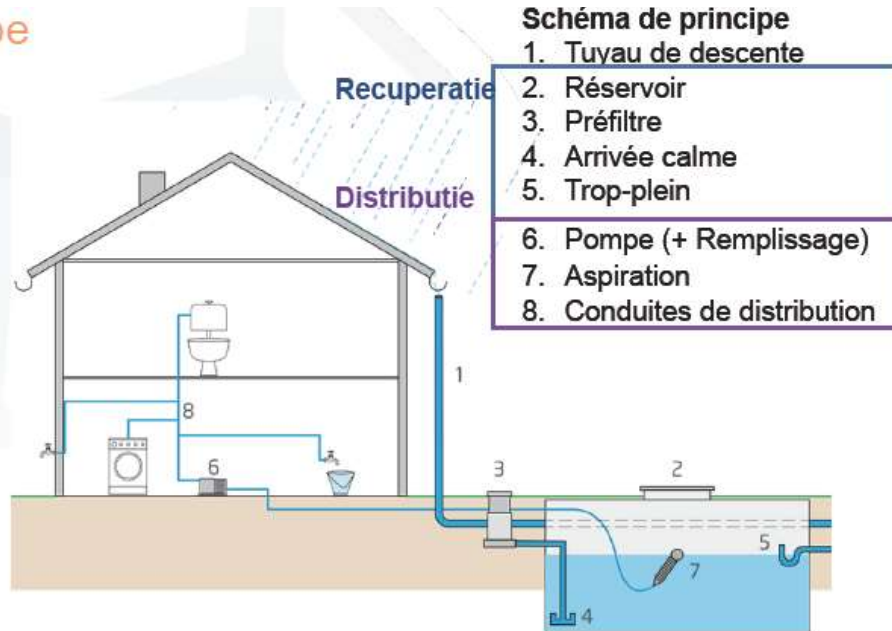 pe
Schéma de principe
1. Tuyau de descente
Recuperatie
2. Réservoir
3. Préfiltre
4. Arrivée calme
Distributie
5. Trop-plein
6. Pompe (+ Remplissage)
7. Aspiration
8. Conduites de distribution
1
8
6
3
2
5
7
4